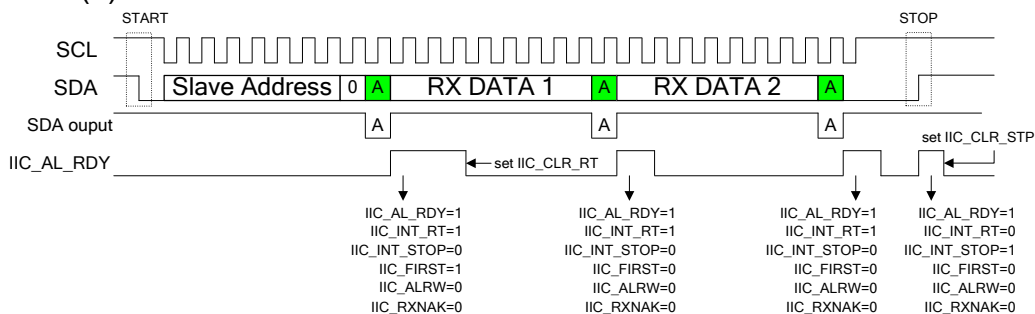 START STOP
SCL
SDA Slave Address 0 A RX DATA 1 A RX DATA 2 A
SDA ouput A A A
set IIC_CLR_STP
IIC_AL_RDY set IIC_CLR_RT
IIC_AL_RDY=1 IIC_AL_RDY=1 IIC_AL_RDY=1 IIC_AL_RDY=1
IIC_INT_RT=1 IIC_INT_RT=1 IIC_INT_RT=1 IIC_INT_RT=0
IIC_INT_STOP=0 IIC_INT_STOP=0 IIC_INT_STOP=0 IIC_INT_STOP=1
IIC_FIRST=1 IIC_FIRST=0 IIC_FIRST=0 IIC_FIRST=0
IIC_ALRW=0 IIC_ALRW=0 IIC_ALRW=0 IIC_ALRW=0
IIC_RXNAK=0 IIC_RXNAK=0 IIC_RXNAK=0 IIC_RXNAK=0